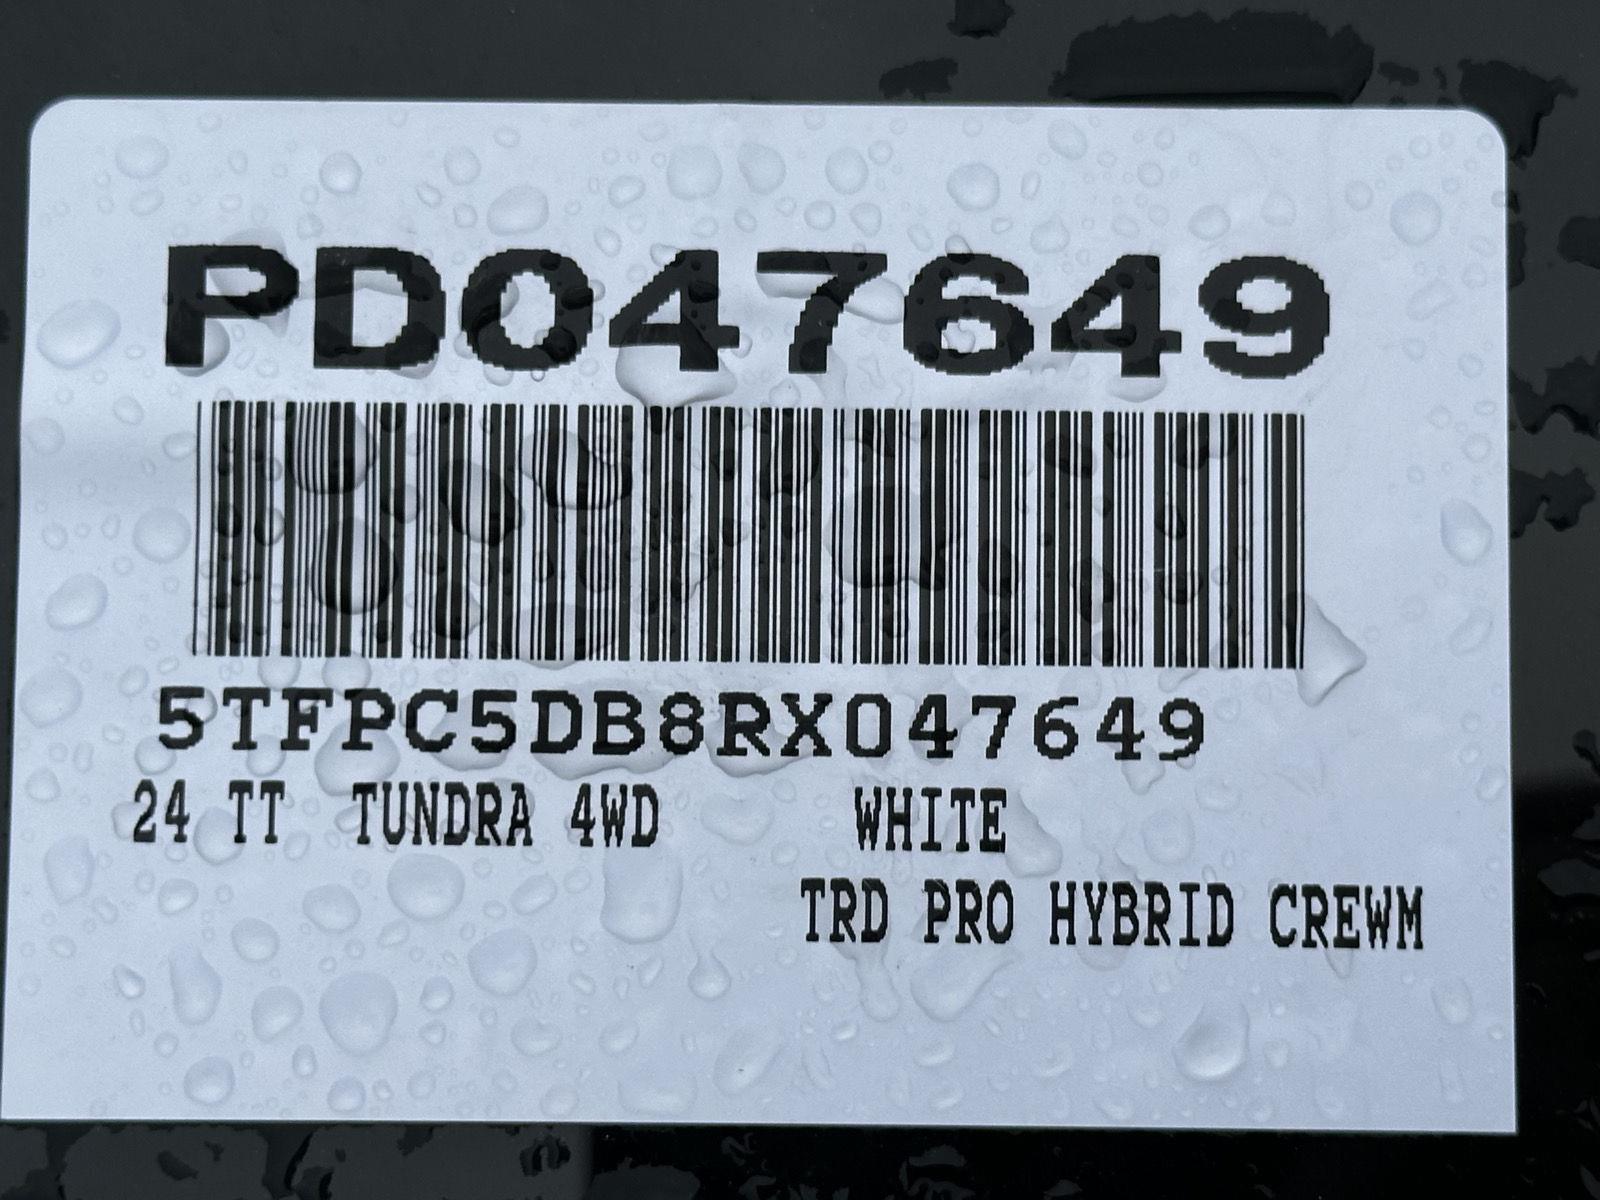 PD047649
5TFPC5DB8RX047649
24 TT TUNDRA 4WD WHITE
TRD PRO HYBRID CREWM